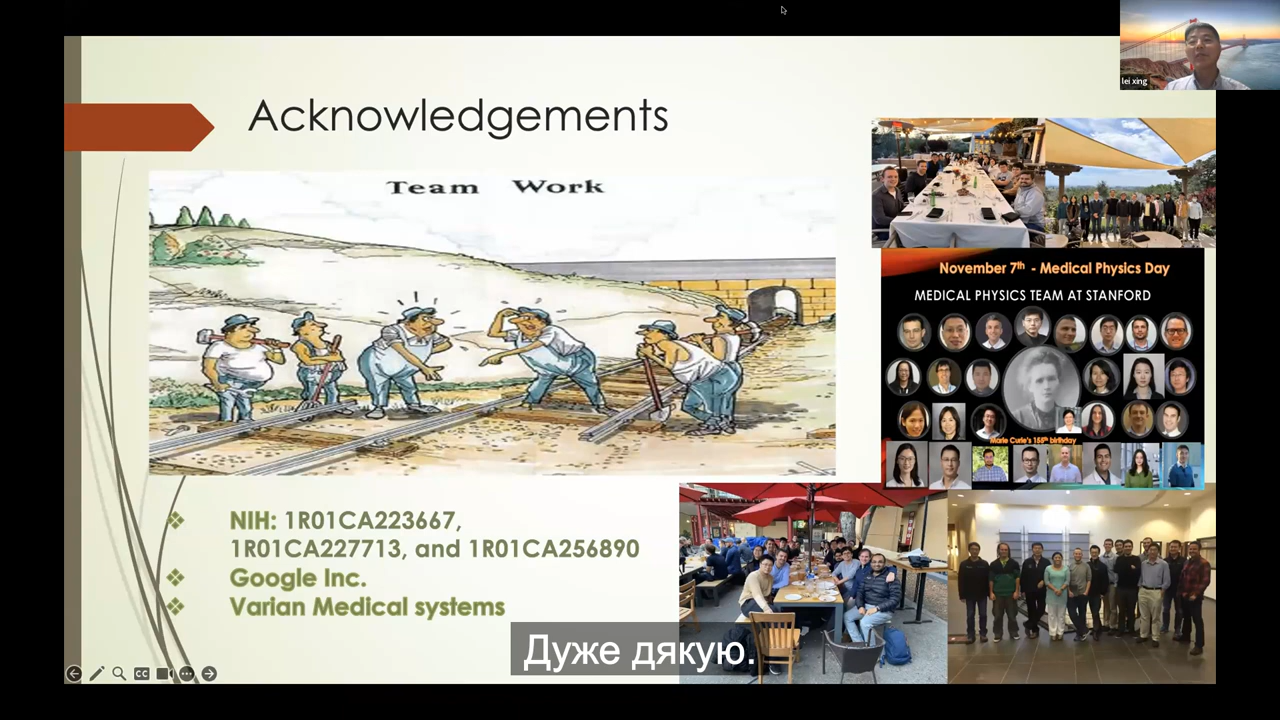 lei xing
Acknowledgements
Team Work
November 7th - Medical Physics Day
MEDICAL PHYSICS TEAM AT STANFORD
Marie Curie's 155th birthday
NIH: 1R01CA223667,
1R01CA227713, and 1R01CA256890
Google Inc.
Varian Medical systems
Дуже дякую.
CC